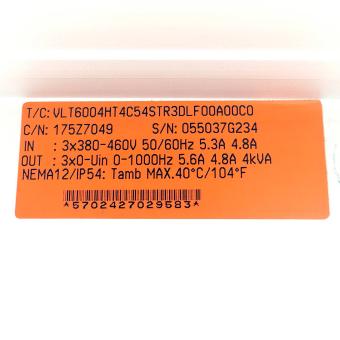 T/C: VLT6004HT4C54STR3DLF00A00C0
C/N: 175Z7049 S/N: 055037G234
IN : 3x380-460V 50/60Hz 5.3A 4.8A
OUT : 3x0-Uin 0-1000Hz 5.6A 4.8A 4kVA
NEMA12/IP54: Tamb MAX.40°C/104°F
*5702427029583*